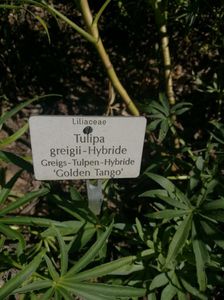 Liliaceae
Tulipa
greigii-Hybride
Greigs-Tulpen-Hybride
'Golden Tango'